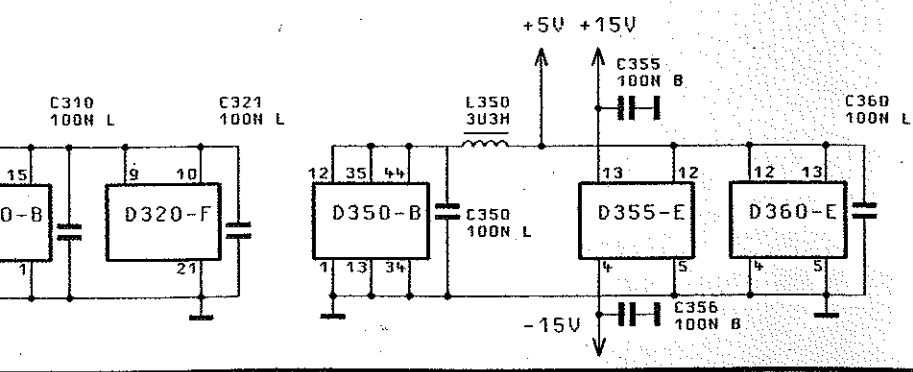 +5V +15V
C355
100N B
C310
100N L
C321
100N L
L350
3U3H
C360
100N L
15
9
10
12
35
44
13
12
12
13
0-B
D320-F
D350-B
C350
100N L
D355-E
D360-E
1
21
1
13
34
4
5
4
5
-15V
C356
100N B